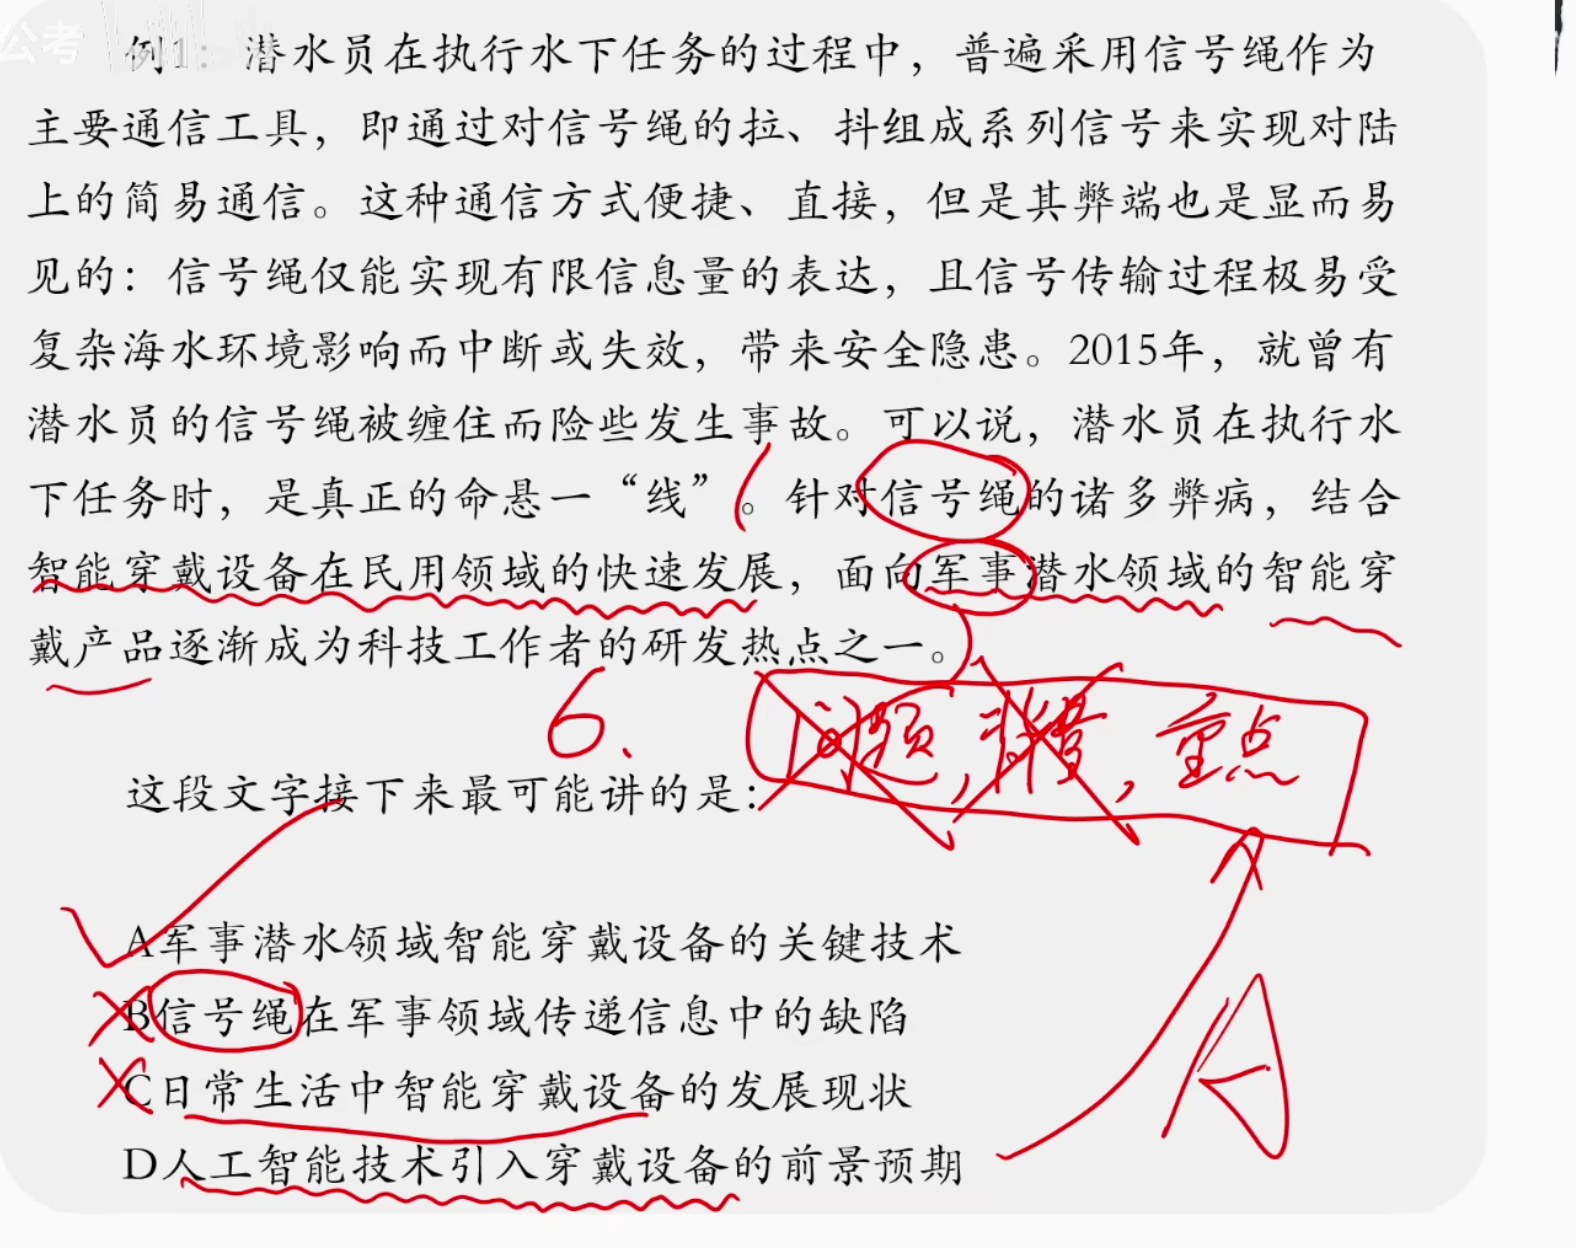 公考
例1：潜水员在执行水下任务的过程中，普遍采用信号绳作为
主要通信工具，即通过对信号绳的拉、抖组成系列信号来实现对陆
上的简易通信。这种通信方式便捷、直接，但是其弊端也是显而易
见的：信号绳仅能实现有限信息量的表达，且信号传输过程极易受
复杂海水环境影响而中断或失效，带来安全隐患。2015年，就曾有
潜水员的信号绳被缠住而险些发生事故。可以说，潜水员在执行水
下任务时，是真正的命悬一“线”。针对信号绳的诸多弊病，结合
智能穿戴设备在民用领域的快速发展，面向军事潜水领域的智能穿
戴产品逐渐成为科技工作者的研发热点之一。
6.
问题，措，重点
这段文字接下来最可能讲的是：
A军事潜水领域智能穿戴设备的关键技术
B信号绳在军事领域传递信息中的缺陷
C日常生活中智能穿戴设备的发展现状
D人工智能技术引入穿戴设备的前景预期
A